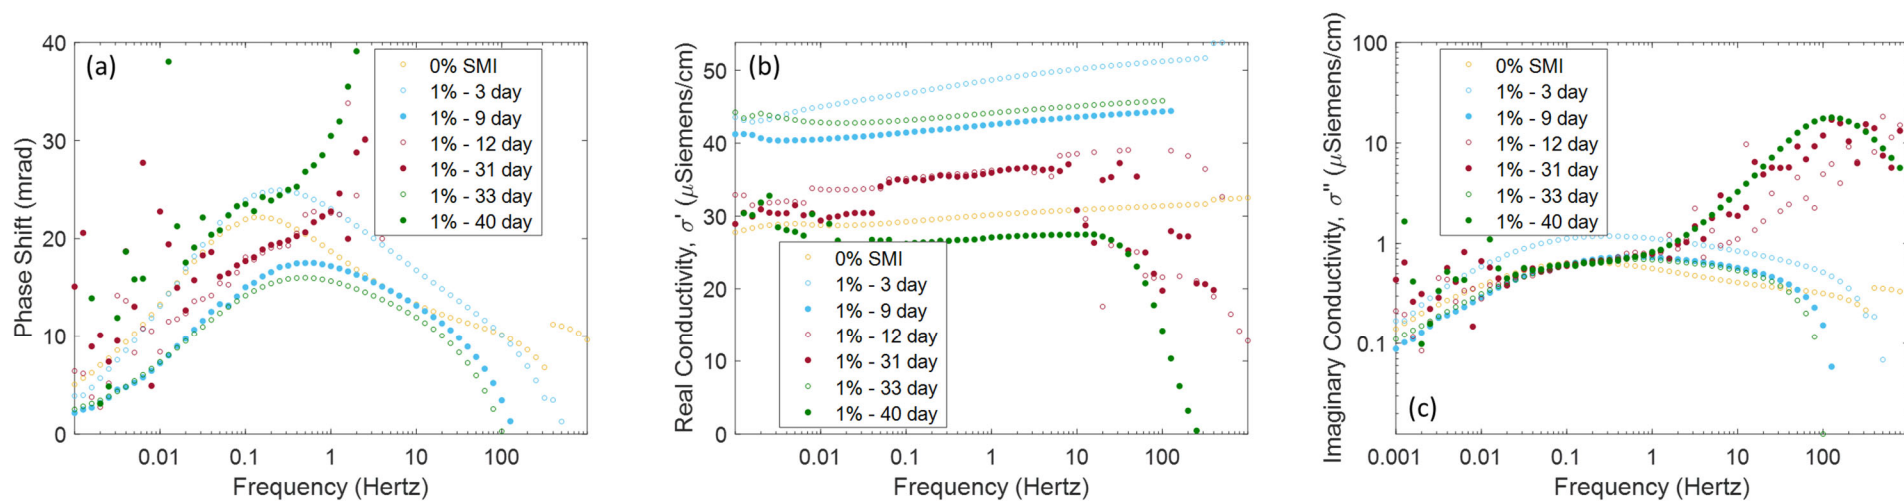 (a)
Phase Shift (mrad)
40
30
20
10
0
0.01 0.1 1 10 100
Frequency (Hertz)
0% SMI
1% - 3 day
1% - 9 day
1% - 12 day
1% - 31 day
1% - 33 day
1% - 40 day
(b)
Real Conductivity, σ' (μSiemens/cm)
50
40
30
20
10
0
0.01 0.1 1 10 100
Frequency (Hertz)
0% SMI
1% - 3 day
1% - 9 day
1% - 12 day
1% - 31 day
1% - 33 day
1% - 40 day
(c)
Imaginary Conductivity, σ" (μSiemens/cm)
100
10
1
0.1
0.001 0.01 0.1 1 10 100
Frequency (Hertz)
0% SMI
1% - 3 day
1% - 9 day
1% - 12 day
1% - 31 day
1% - 33 day
1% - 40 day